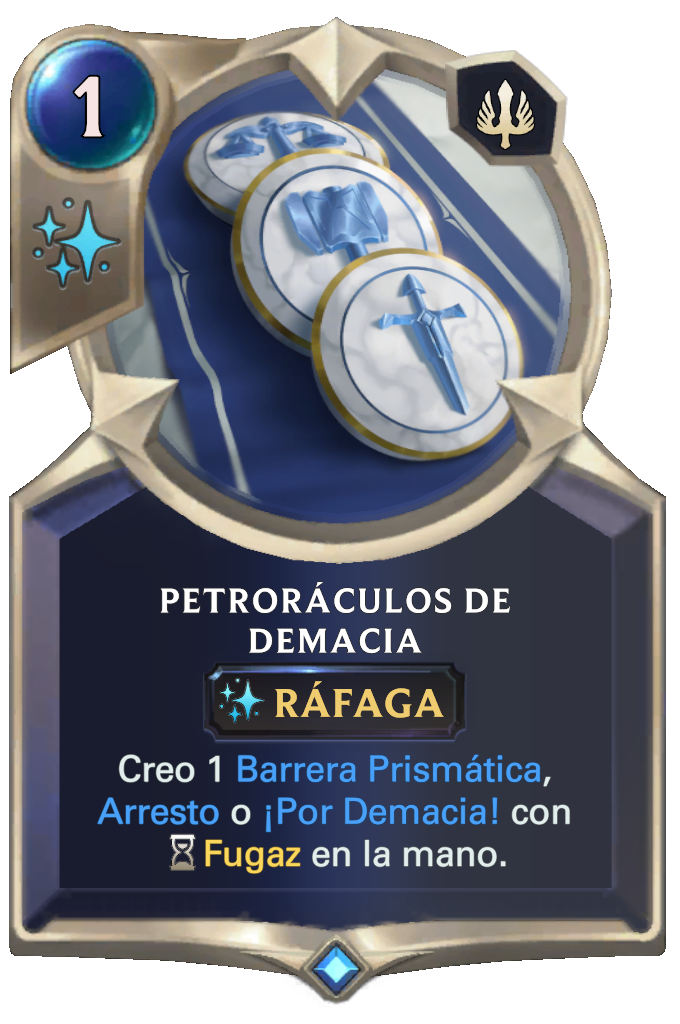 1
PETRORÁCULOS DE
DEMACIA
RÁFAGA
Creo 1 Barrera Prismática,
Arresto o ¡Por Demacia! con
Fugaz en la mano.